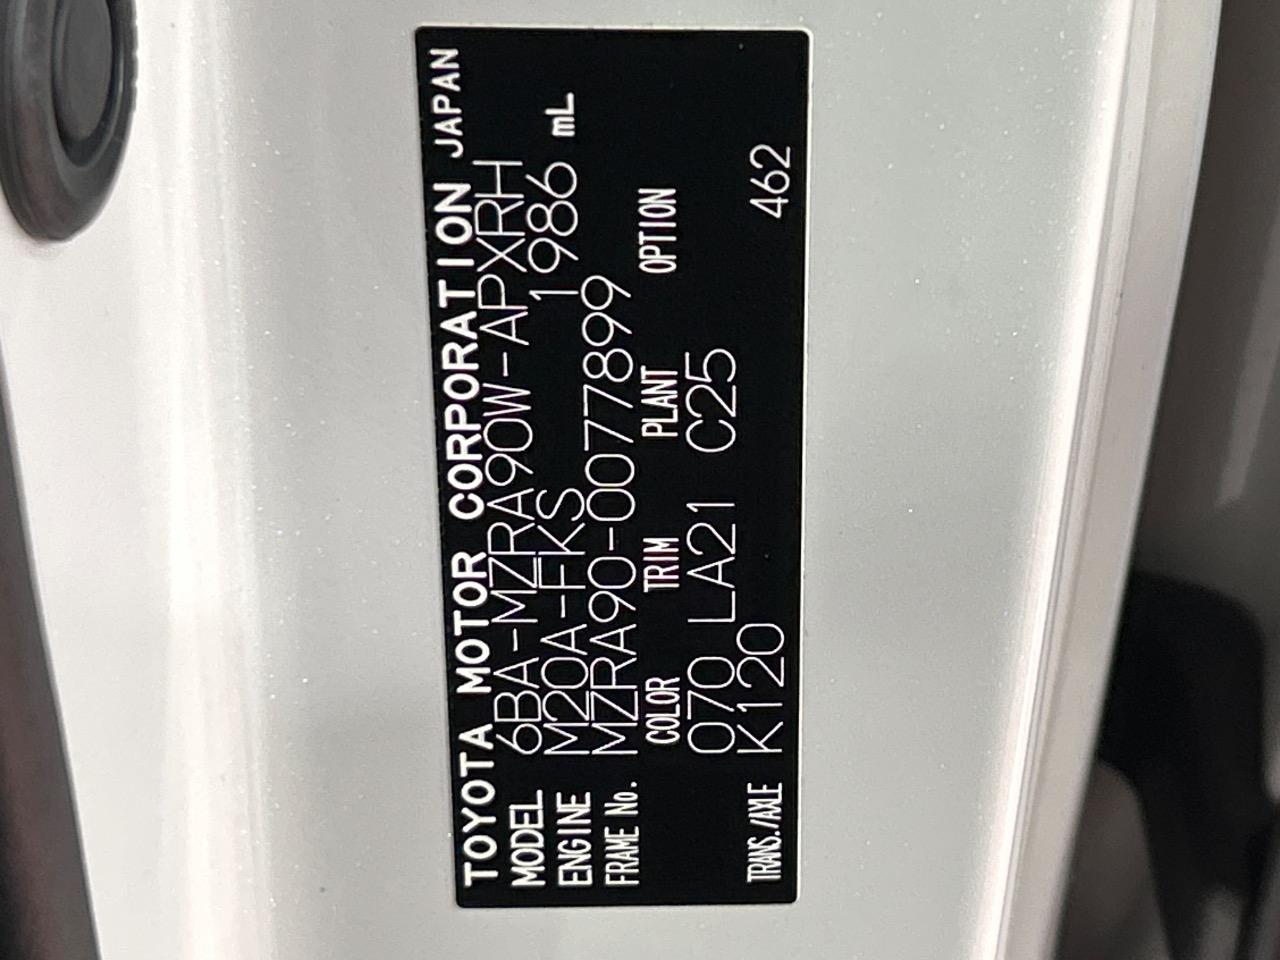 TOYOTA MOTOR CORPORATION JAPAN
MODEL 6BA-MZRA90W-APXRH
ENGINE M20A-FKS 1986 mL
FRAME No. MZRA90-0077899
COLOR TRIM PLANT OPTION
070 LA21 C25
TRANS./AXLE K120 462